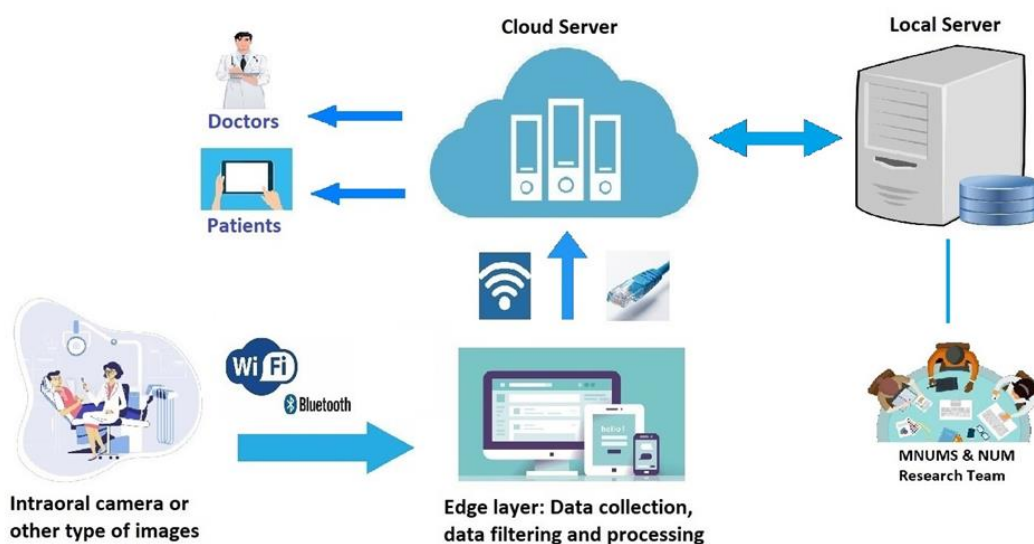 Cloud Server
Local Server
Doctors
Patients
Wi Fi
Bluetooth
hello!
Intraoral camera or
other type of images
Edge layer: Data collection,
data filtering and processing
MNUMS & NUM
Research Team